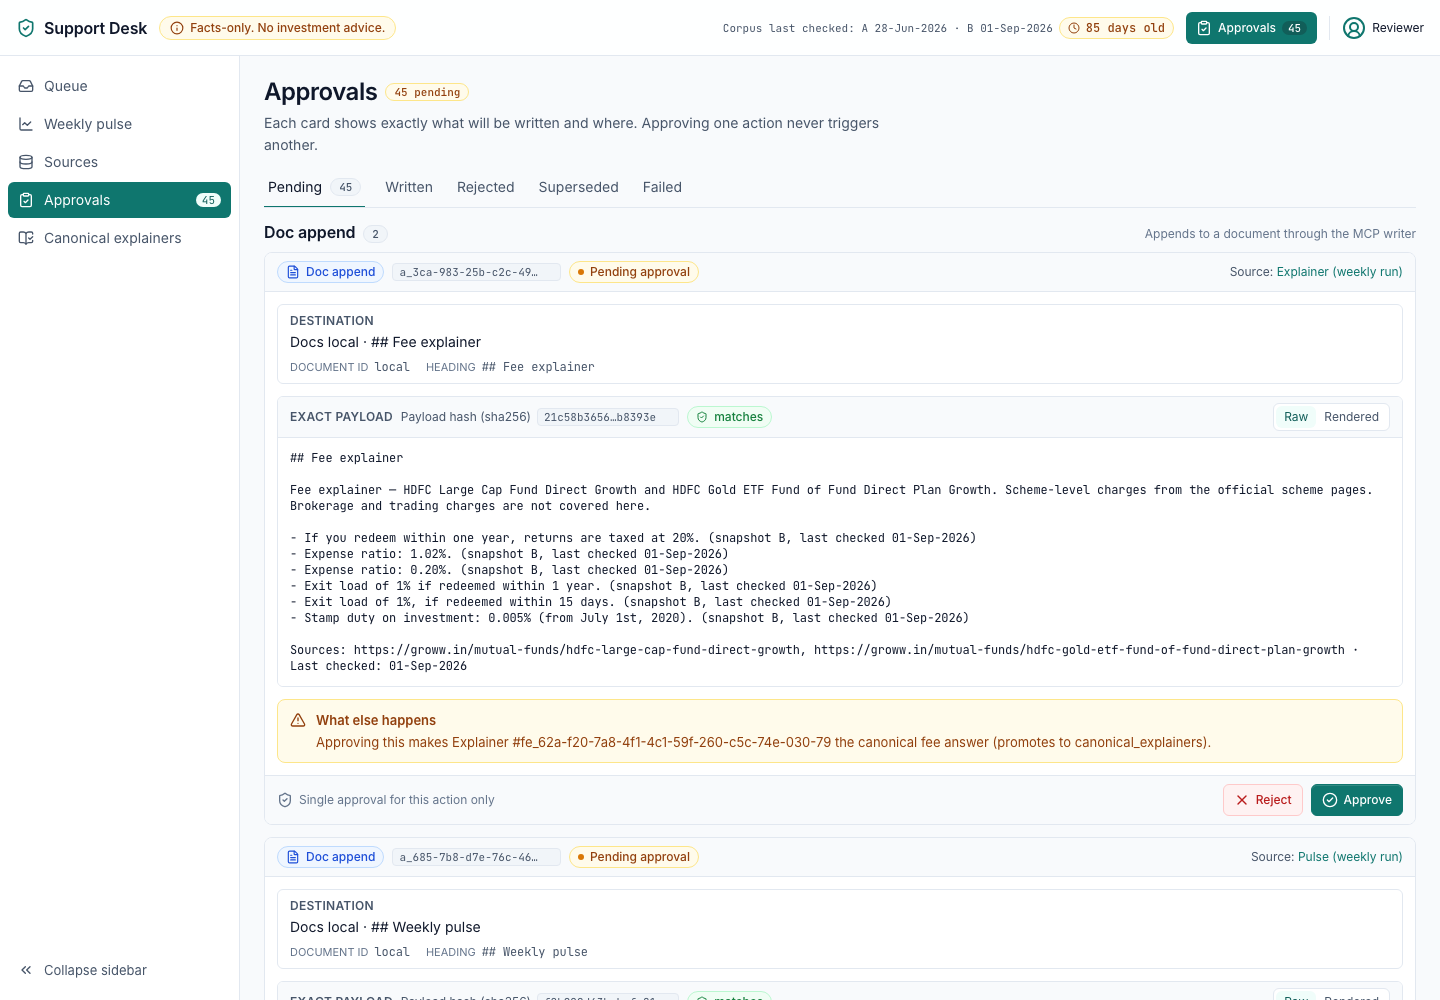 Support Desk
Facts-only. No investment advice.
Corpus last checked: A 28-Jun-2026 · B 01-Sep-2026
85 days old
Approvals 45
Reviewer
Queue
Weekly pulse
Sources
Approvals 45
Canonical explainers
Collapse sidebar
Approvals 45 pending
Each card shows exactly what will be written and where. Approving one action never triggers
another.
Pending 45 Written Rejected Superseded Failed
Doc append 2
Appends to a document through the MCP writer
Doc append a_3ca-983-25b-c2c-49… Pending approval
Source: Explainer (weekly run)
DESTINATION
Docs local · ## Fee explainer
DOCUMENT ID local HEADING ## Fee explainer
EXACT PAYLOAD Payload hash (sha256) 21c58b3656…b8393e matches
Raw Rendered
## Fee explainer
Fee explainer — HDFC Large Cap Fund Direct Growth and HDFC Gold ETF Fund of Fund Direct Plan Growth. Scheme-level charges from the official scheme pages.
Brokerage and trading charges are not covered here.
- If you redeem within one year, returns are taxed at 20%. (snapshot B, last checked 01-Sep-2026)
- Expense ratio: 1.02%. (snapshot B, last checked 01-Sep-2026)
- Expense ratio: 0.20%. (snapshot B, last checked 01-Sep-2026)
- Exit load of 1% if redeemed within 1 year. (snapshot B, last checked 01-Sep-2026)
- Exit load of 1%, if redeemed within 15 days. (snapshot B, last checked 01-Sep-2026)
- Stamp duty on investment: 0.005% (from July 1st, 2020). (snapshot B, last checked 01-Sep-2026)
Sources: https://groww.in/mutual-funds/hdfc-large-cap-fund-direct-growth, https://groww.in/mutual-funds/hdfc-gold-etf-fund-of-fund-direct-plan-growth ·
Last checked: 01-Sep-2026
What else happens
Approving this makes Explainer #fe_62a-f20-7a8-4f1-4c1-59f-260-c5c-74e-030-79 the canonical fee answer (promotes to canonical_explainers).
Single approval for this action only
Reject
Approve
Doc append a_685-7b8-d7e-76c-46… Pending approval
Source: Pulse (weekly run)
DESTINATION
Docs local · ## Weekly pulse
DOCUMENT ID local HEADING ## Weekly pulse
EXACT PAYLOAD Payload hash (sha256) matches
Raw Rendered